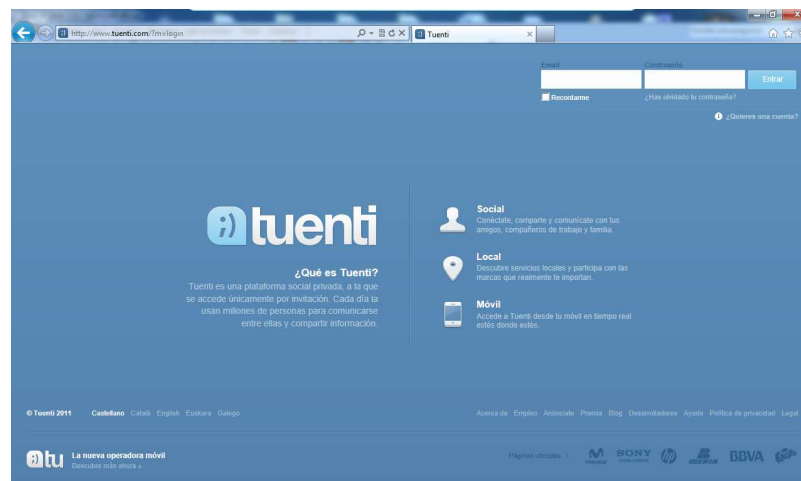 http://www.tuenti.com/?m=login
Tuenti
Email
Contraseña
Entrar
Recordarme
¿Has olvidado tu contraseña?
¿Quieres una cuenta?
;) tuenti
¿Qué es Tuenti?
Tuenti es una plataforma social privada, a la que
se accede únicamente por invitación. Cada día la
usan millones de personas para comunicarse
entre ellas y compartir información.
Social
Conéctate, comparte y comunícate con tus
amigos, compañeros de trabajo y familia.
Local
Descubre servicios locales y participa con las
marcas que realmente te importan.
Móvil
Accede a Tuenti desde tu móvil en tiempo real
estés donde estés.
© Tuenti 2011 Castellano Català English Euskara Galego
Acerca de Empleo Anúnciate Prensa Blog Desarrolladores Ayuda Política de privacidad Legal
;) tu
La nueva operadora móvil
Descubre más ahora »
Páginas oficiales
SONY
hp
BBVA